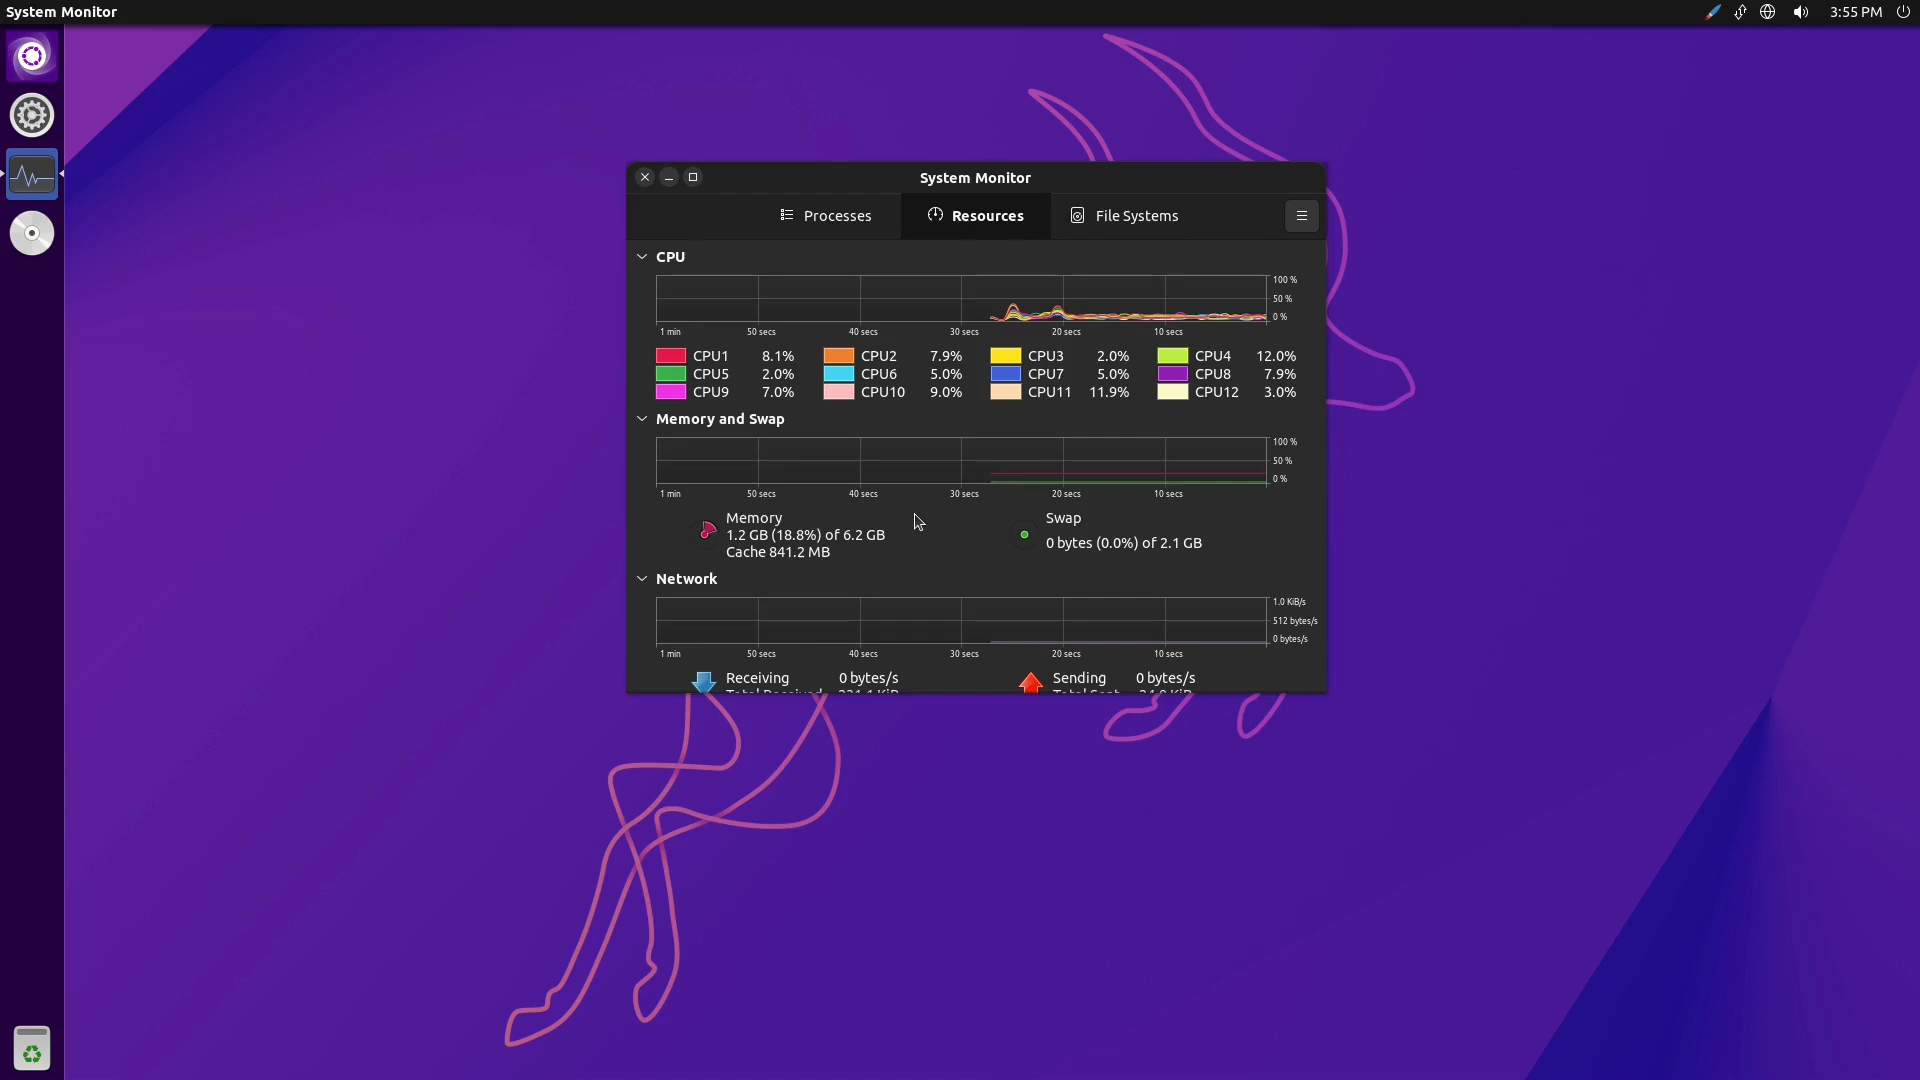 System Monitor
3:55 PM
System Monitor
Processes Resources File Systems
CPU
100 %
50 %
0 %
1 min 50 secs 40 secs 30 secs 20 secs 10 secs
CPU1 8.1% CPU2 7.9% CPU3 2.0% CPU4 12.0%
CPU5 2.0% CPU6 5.0% CPU7 5.0% CPU8 7.9%
CPU9 7.0% CPU10 9.0% CPU11 11.9% CPU12 3.0%
Memory and Swap
100 %
50 %
0 %
1 min 50 secs 40 secs 30 secs 20 secs 10 secs
Memory Swap
1.2 GB (18.8%) of 6.2 GB 0 bytes (0.0%) of 2.1 GB
Cache 841.2 MB
Network
1.0 KiB/s
512 bytes/s
0 bytes/s
1 min 50 secs 40 secs 30 secs 20 secs 10 secs
Receiving 0 bytes/s Sending 0 bytes/s
Total Received Total Sent